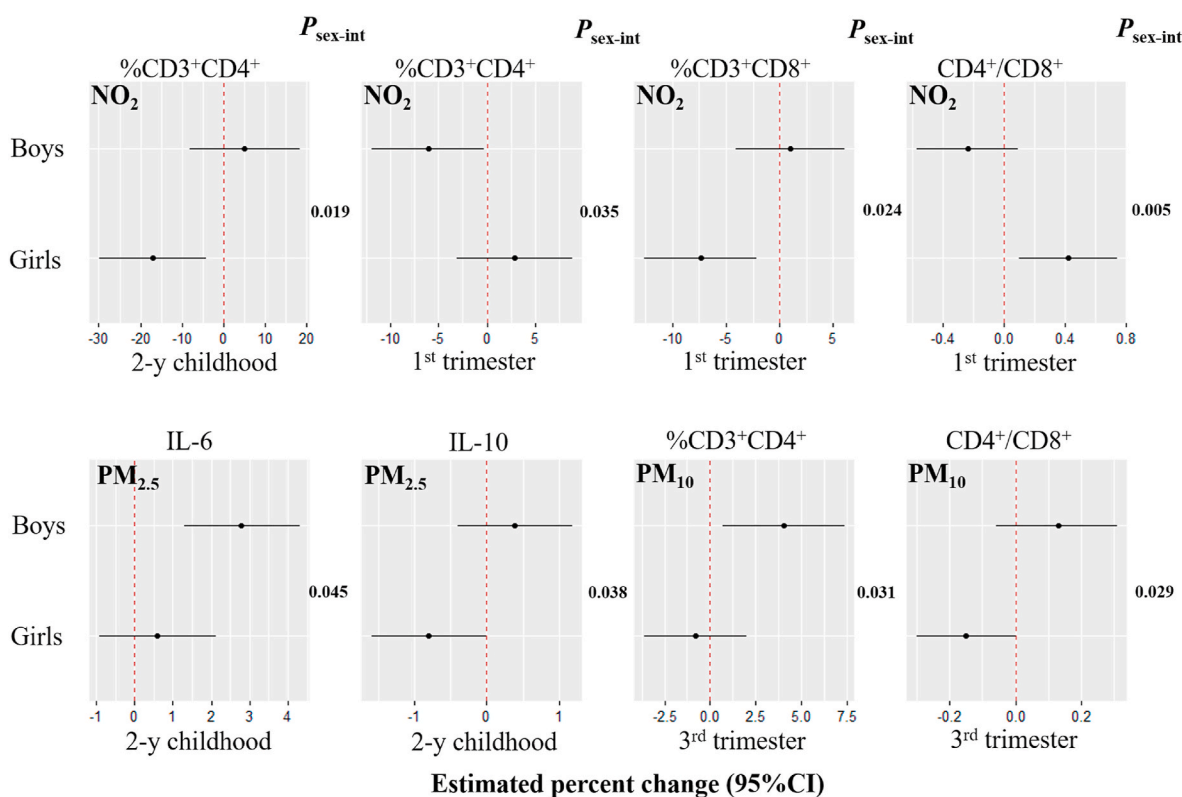 P sex-int P sex-int P sex-int P sex-int
%CD3⁺CD4⁺ %CD3⁺CD4⁺ %CD3⁺CD8⁺ CD4⁺/CD8⁺
NO₂ NO₂ NO₂ NO₂
Boys
0.019 0.035 0.024 0.005
Girls
-30 -20 -10 0 10 20 -10 -5 0 5 -10 -5 0 5 -0.4 0.0 0.4 0.8
2-y childhood 1ˢᵗ trimester 1ˢᵗ trimester 1ˢᵗ trimester
IL-6 IL-10 %CD3⁺CD4⁺ CD4⁺/CD8⁺
PM₂.₅ PM₂.₅ PM₁₀ PM₁₀
Boys
0.045 0.038 0.031 0.029
Girls
-1 0 1 2 3 4 -1 0 1 -2.5 0.0 2.5 5.0 7.5 -0.2 0.0 0.2
2-y childhood 2-y childhood 3ʳᵈ trimester 3ʳᵈ trimester
Estimated percent change (95%CI)